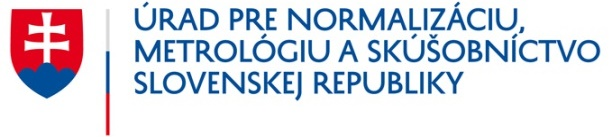 ÚRAD PRE NORMALIZÁCIU,
METROLÓGIU A SKÚŠOBNÍCTVO
SLOVENSKEJ REPUBLIKY